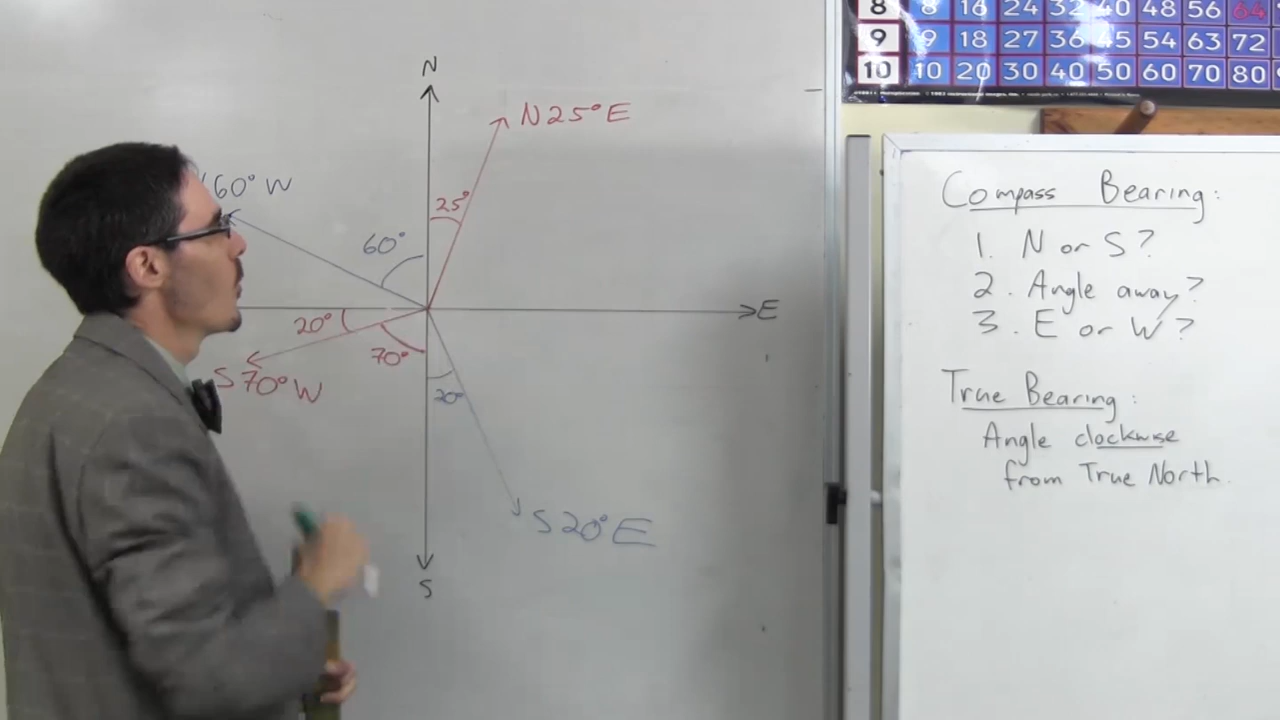 N
N25°E
25°
60°W
60°
E
20°
70°
S70°W
20°
S20°E
S
8 8 16 24 32 40 48 56 64
9 9 18 27 36 45 54 63 72
10 10 20 30 40 50 60 70 80
Compass Bearing:
1. N or S?
2. Angle away?
3. E or W?
True Bearing:
Angle clockwise
from True North.